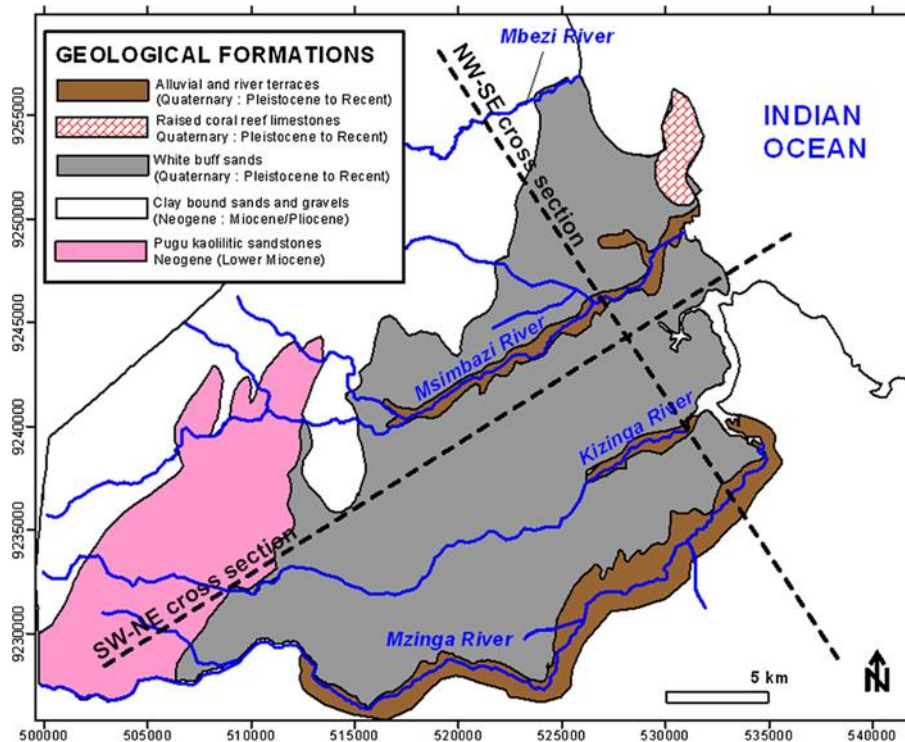 GEOLOGICAL FORMATIONS
Alluvial and river terraces
(Quaternary : Pleistocene to Recent)
Raised coral reef limestones
Quaternary : Pleistocene to Recent)
White buff sands
(Quaternary : Pleistocene to Recent)
Clay bound sands and gravels
(Neogene : Miocene/Pliocene)
Pugu kaolilitic sandstones
Neogene (Lower Miocene)
Mbezi River
NW-SE cross section
INDIAN
OCEAN
Msimbazi River
Kizinga River
SW-NE cross section
Mzinga River
5 km
N
9255000
9250000
9245000
9240000
9235000
9230000
500000 505000 510000 515000 520000 525000 530000 535000 540000